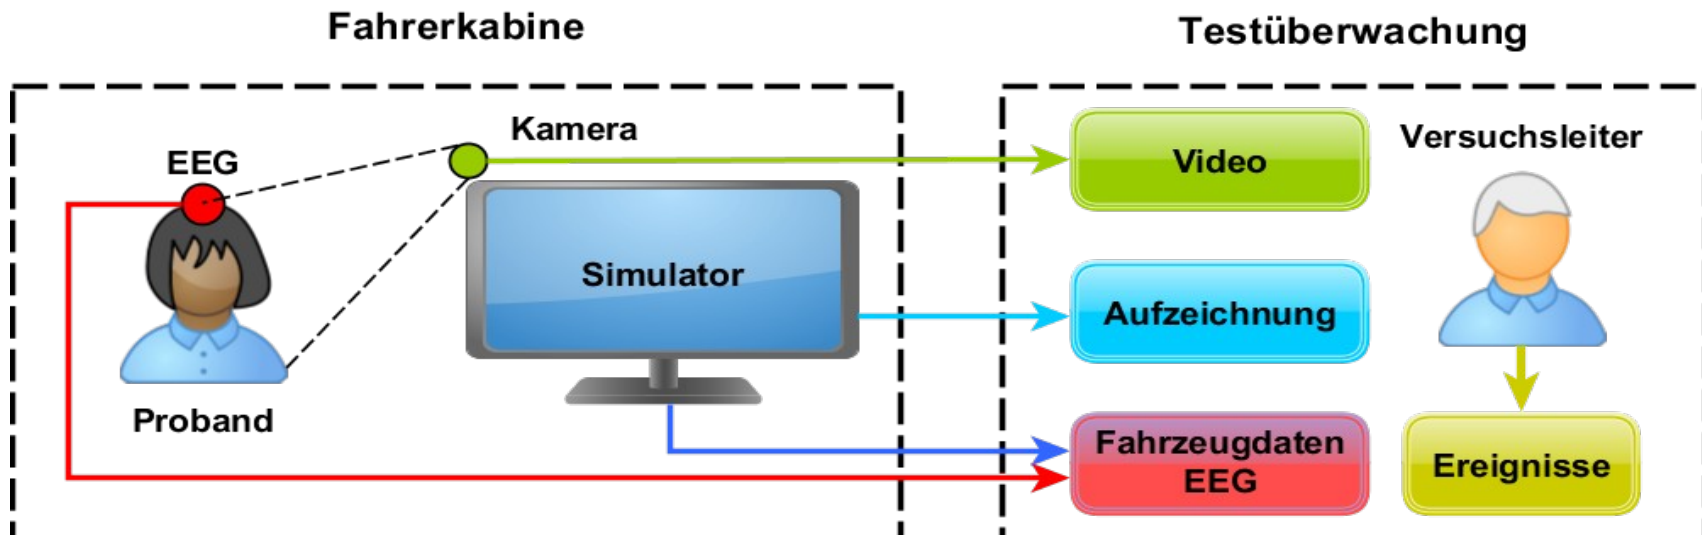 Fahrerkabine
Testüberwachung
Kamera
EEG
Simulator
Proband
Video
Versuchsleiter
Aufzeichnung
Fahrzeugdaten
EEG
Ereignisse